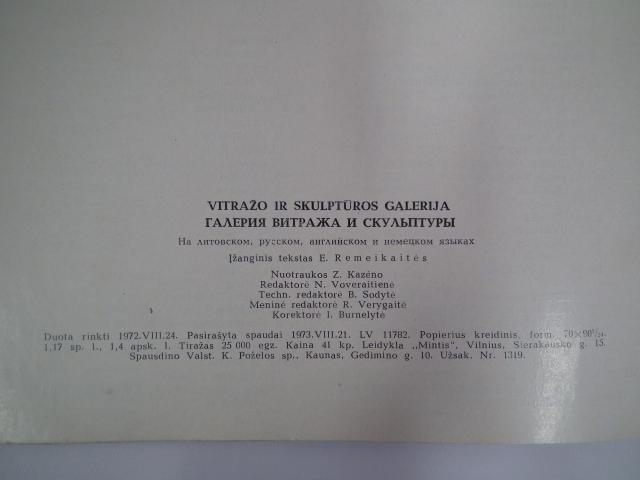 VITRAŽO IR SKULPTŪROS GALERIJA
ГАЛЕРИЯ ВИТРАЖА И СКУЛЬПТУРЫ
На литовском, русском, английском и немецком языках
Įžanginis tekstas E. Remeikaitės
Nuotraukos Z. Kazėno
Redaktorė N. Voveraitienė
Techn. redaktorė B. Sodytė
Meninė redaktorė R. Verygaitė
Korektorė I. Burnelytė
Duota rinkti 1972.VIII.24. Pasirašyta spaudai 1973.VIII.21. LV 11782. Popierius kreidinis, form. 70×90¹/₂₄.
1,17 sp. l., 1,4 apsk. l. Tiražas 25 000 egz. Kaina 41 kp. Leidykla „Mintis", Vilnius, Sierakausko g. 15.
Spausdino Valst. K. Poželos sp., Kaunas, Gedimino g. 10. Užsak. Nr. 1319.